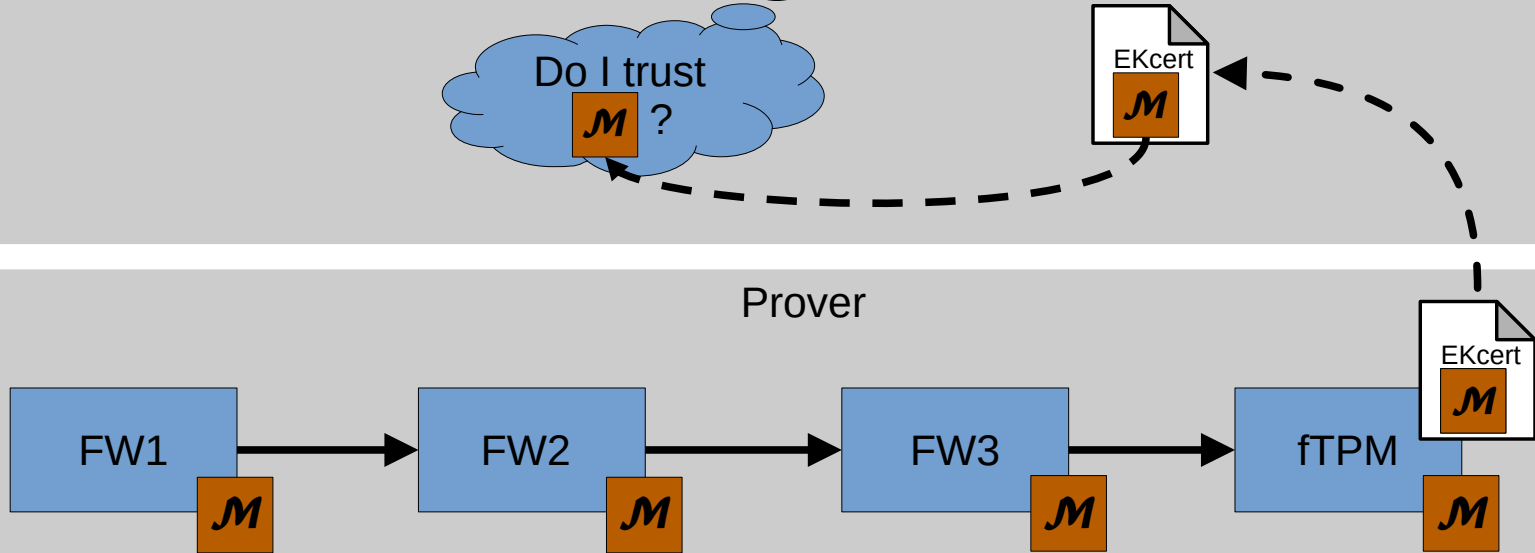 Do I trust
ℳ ?
EKcert
ℳ
Prover
EKcert
ℳ
FW1
FW2
FW3
fTPM
ℳ
ℳ
ℳ
ℳ